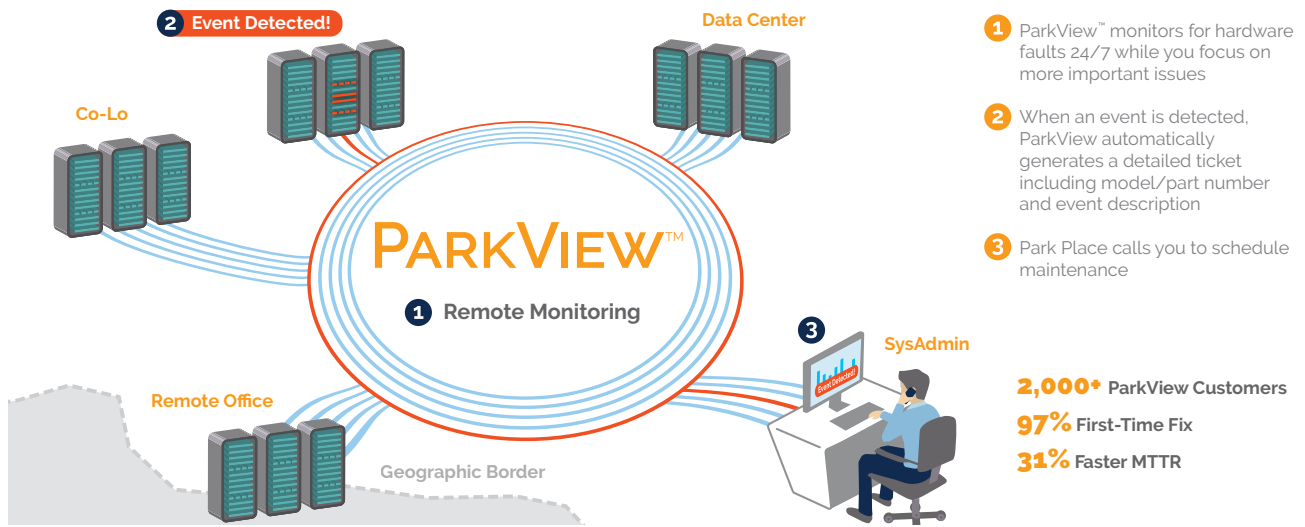 2 Event Detected!
Data Center
Co-Lo
PARKVIEW™
1 Remote Monitoring
3
SysAdmin
Event Detected!
Remote Office
Geographic Border
1 ParkView™ monitors for hardware
faults 24/7 while you focus on
more important issues
2 When an event is detected,
ParkView automatically
generates a detailed ticket
including model/part number
and event description
3 Park Place calls you to schedule
maintenance
2,000+ ParkView Customers
97% First-Time Fix
31% Faster MTTR